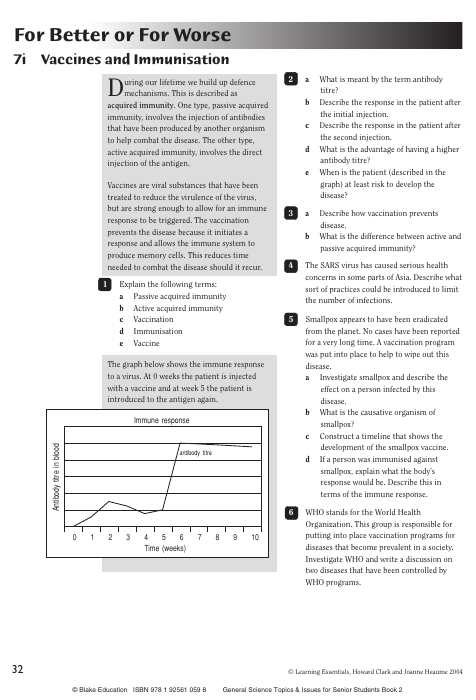 For Better or For Worse
7i Vaccines and Immunisation
During our lifetime we build up defence
mechanisms. This is described as
acquired immunity. One type, passive acquired
immunity, involves the injection of antibodies
that have been produced by another organism
to help combat the disease. The other type,
active acquired immunity, involves the direct
injection of the antigen.
Vaccines are viral substances that have been
treated to reduce the virulence of the virus,
but are strong enough to allow for an immune
response to be triggered. The vaccination
prevents the disease because it initiates a
response and allows the immune system to
produce memory cells. This reduces time
needed to combat the disease should it recur.
1 Explain the following terms:
a Passive acquired immunity
b Active acquired immunity
c Vaccination
d Immunisation
e Vaccine
The graph below shows the immune response
to a virus. At 0 weeks the patient is injected
with a vaccine and at week 5 the patient is
introduced to the antigen again.
Immune response
Antibody titre in blood
antibody titre
0 1 2 3 4 5 6 7 8 9 10
Time (weeks)
2 a What is meant by the term antibody
titre?
b Describe the response in the patient after
the initial injection.
c Describe the response in the patient after
the second injection.
d What is the advantage of having a higher
antibody titre?
e When is the patient (described in the
graph) at least risk to develop the
disease?
3 a Describe how vaccination prevents
disease.
b What is the difference between active and
passive acquired immunity?
4 The SARS virus has caused serious health
concerns in some parts of Asia. Describe what
sort of practices could be introduced to limit
the number of infections.
5 Smallpox appears to have been eradicated
from the planet. No cases have been reported
for a very long time. A vaccination program
was put into place to help to wipe out this
disease.
a Investigate smallpox and describe the
effect on a person infected by this
disease.
b What is the causative organism of
smallpox?
c Construct a timeline that shows the
development of the smallpox vaccine.
d If a person was immunised against
smallpox, explain what the body's
response would be. Describe this in
terms of the immune response.
6 WHO stands for the World Health
Organization. This group is responsible for
putting into place vaccination programs for
diseases that become prevalent in a society.
Investigate WHO and write a discussion on
two diseases that have been controlled by
WHO programs.
32
© Learning Essentials, Howard Clark and Joanne Heaume 2004
© Blake Education ISBN 978 1 92561 059 8 General Science Topics & Issues for Senior Students Book 2